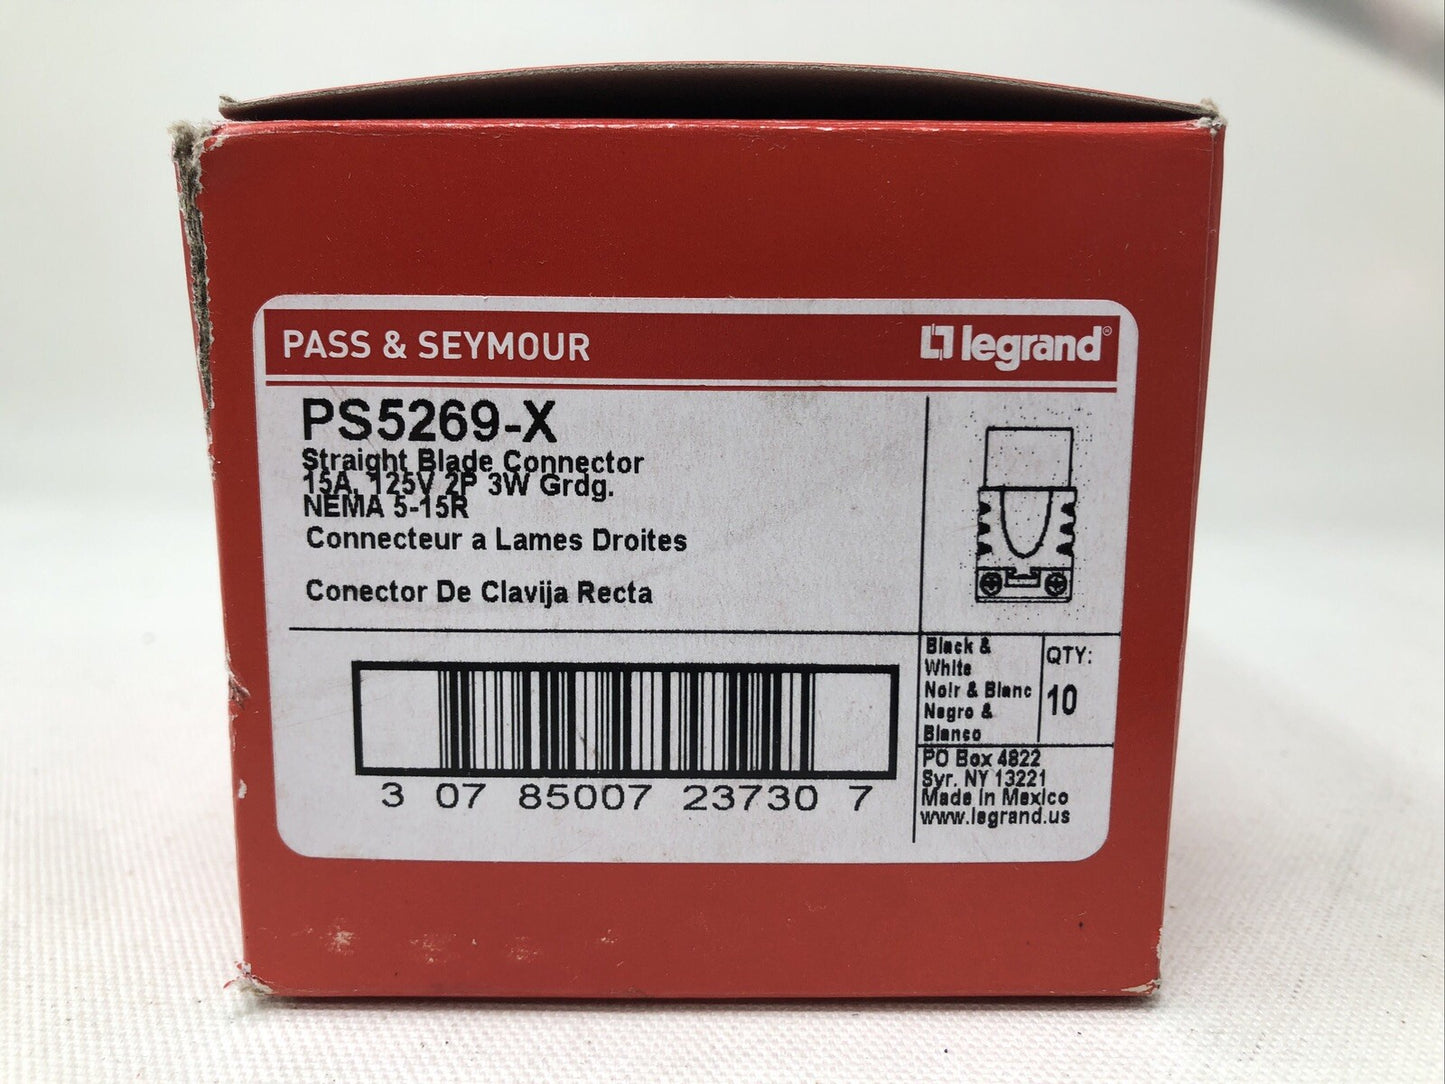 PASS & SEYMOUR
legrand®
PS5269-X
Straight Blade Connector
15A, 125V 2P 3W Grdg.
NEMA 5-15R
Connecteur a Lames Droites
Conector De Clavija Recta
3 07 85007 23730 7
Black &
White
Noir & Blanc
Negro &
Blanco
QTY:
10
PO Box 4822
Syr. NY 13221
Made In Mexico
www.legrand.us